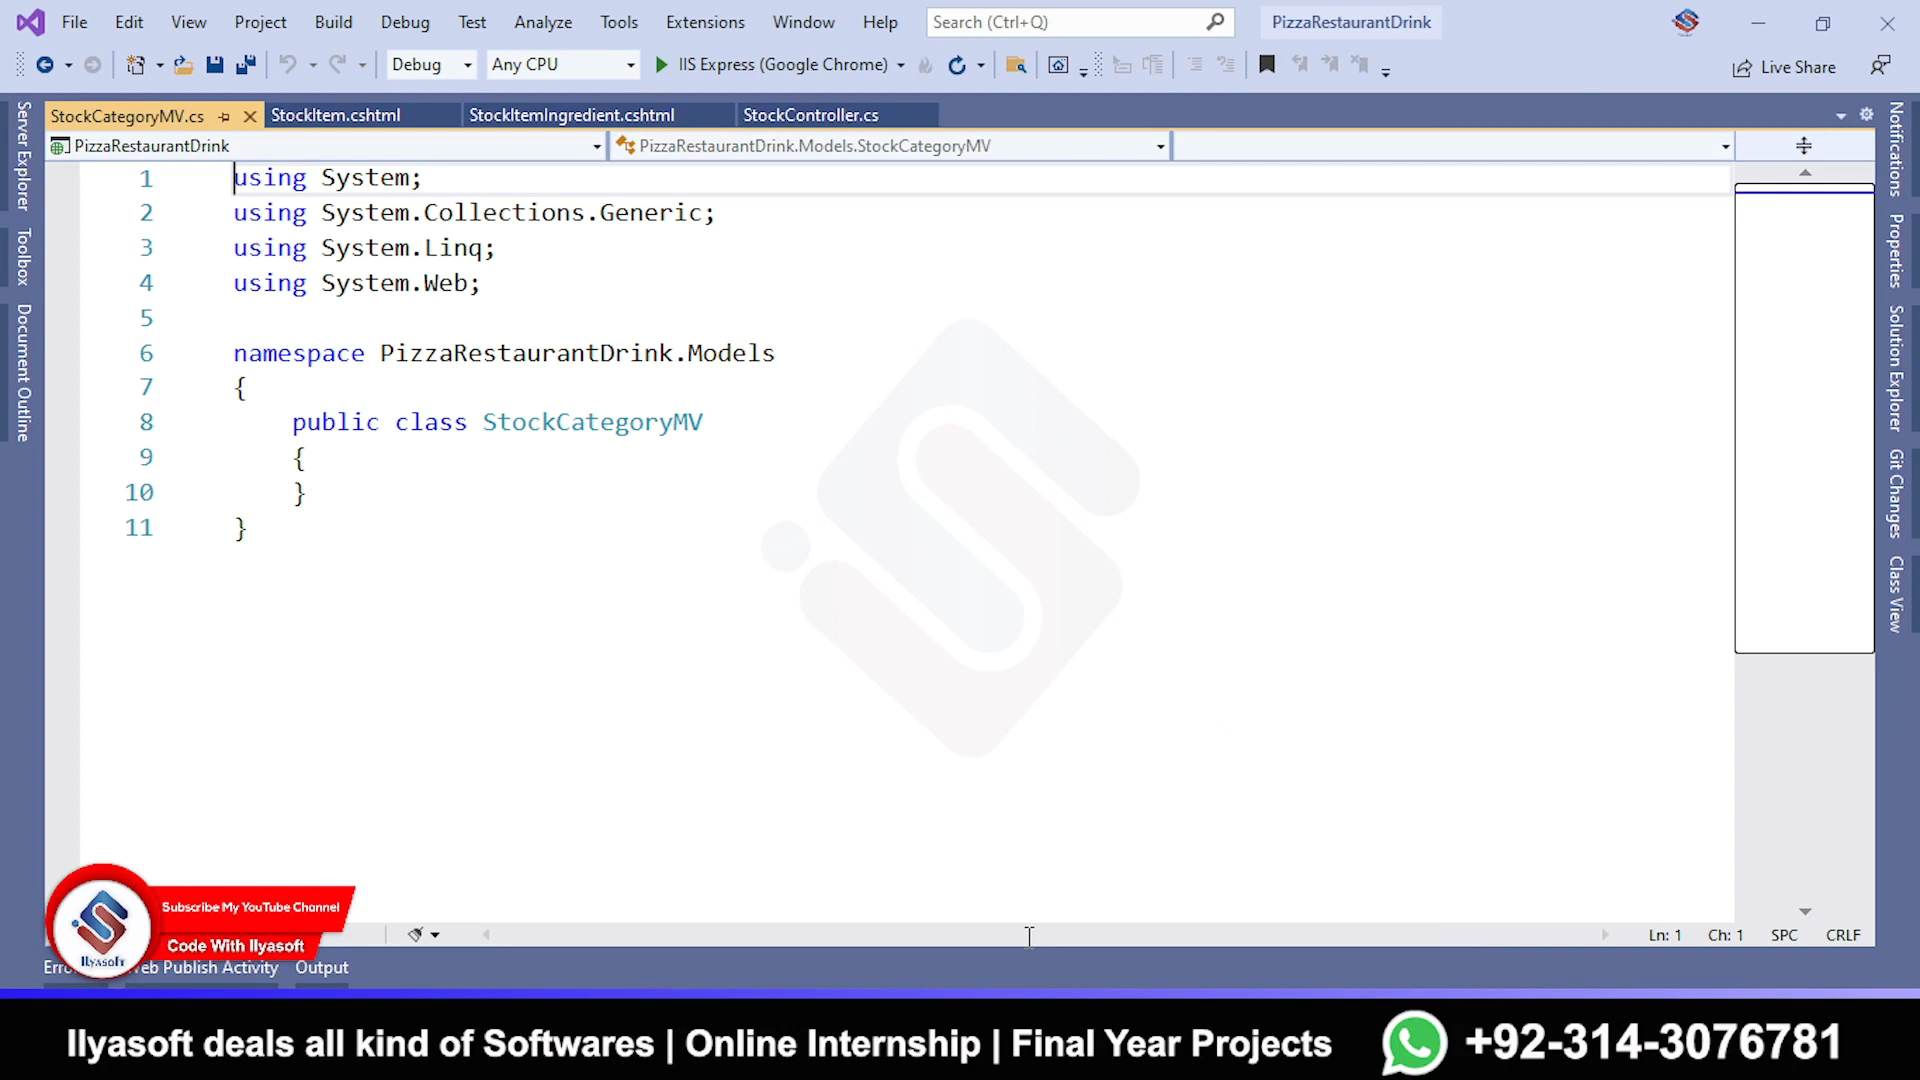 File Edit View Project Build Debug Test Analyze Tools Extensions Window Help Search (Ctrl+Q) PizzaRestaurantDrink
Debug Any CPU IIS Express (Google Chrome) Live Share
StockCategoryMV.cs StockItem.cshtml StockItemIngredient.cshtml StockController.cs
PizzaRestaurantDrink PizzaRestaurantDrink.Models.StockCategoryMV
Server Explorer
Toolbox
Document Outline
1 using System;
2 using System.Collections.Generic;
3 using System.Linq;
4 using System.Web;
5
6 namespace PizzaRestaurantDrink.Models
7 {
8 public class StockCategoryMV
9 {
10 }
11 }
Notifications
Properties
Solution Explorer
Git Changes
Class View
Subscribe My YouTube Channel
Code With Ilyasoft
Ilyasoft
Ln: 1 Ch: 1 SPC CRLF
Web Publish Activity Output
Ilyasoft deals all kind of Softwares | Online Internship | Final Year Projects +92-314-3076781